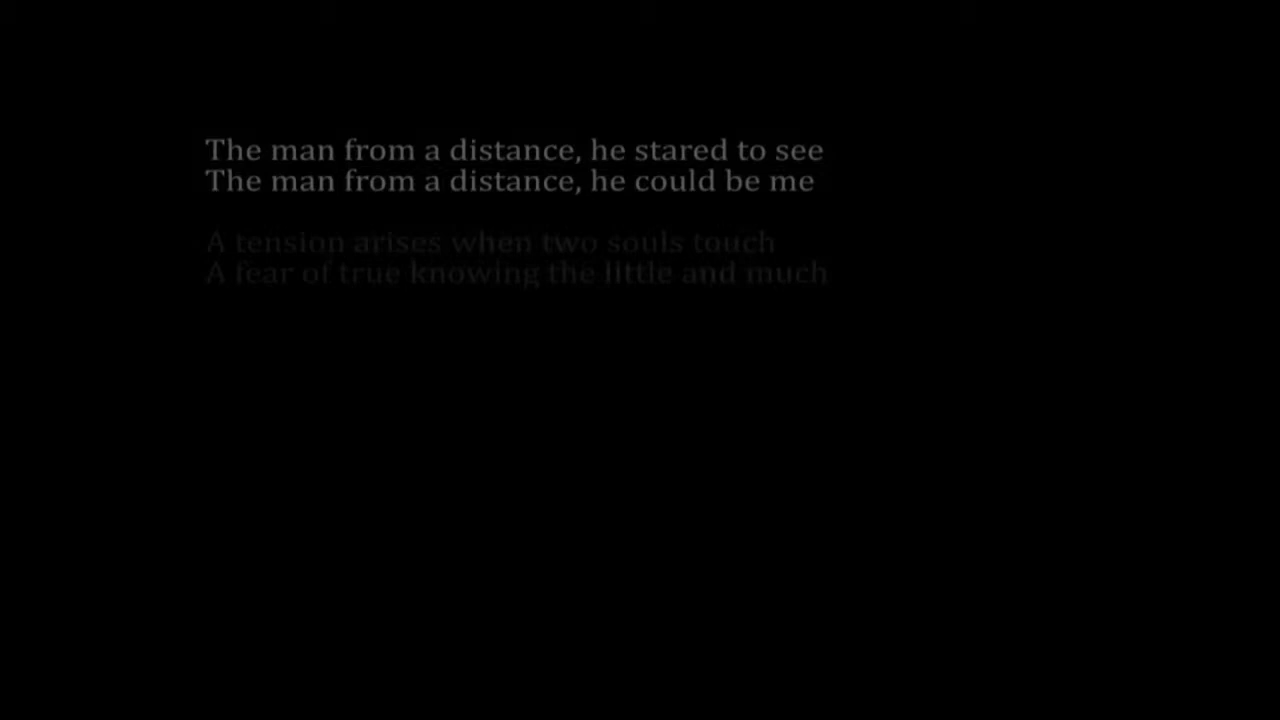 The man from a distance, he stared to see
The man from a distance, he could be me
A tension arises when two souls touch
A fear of true knowing the little and much